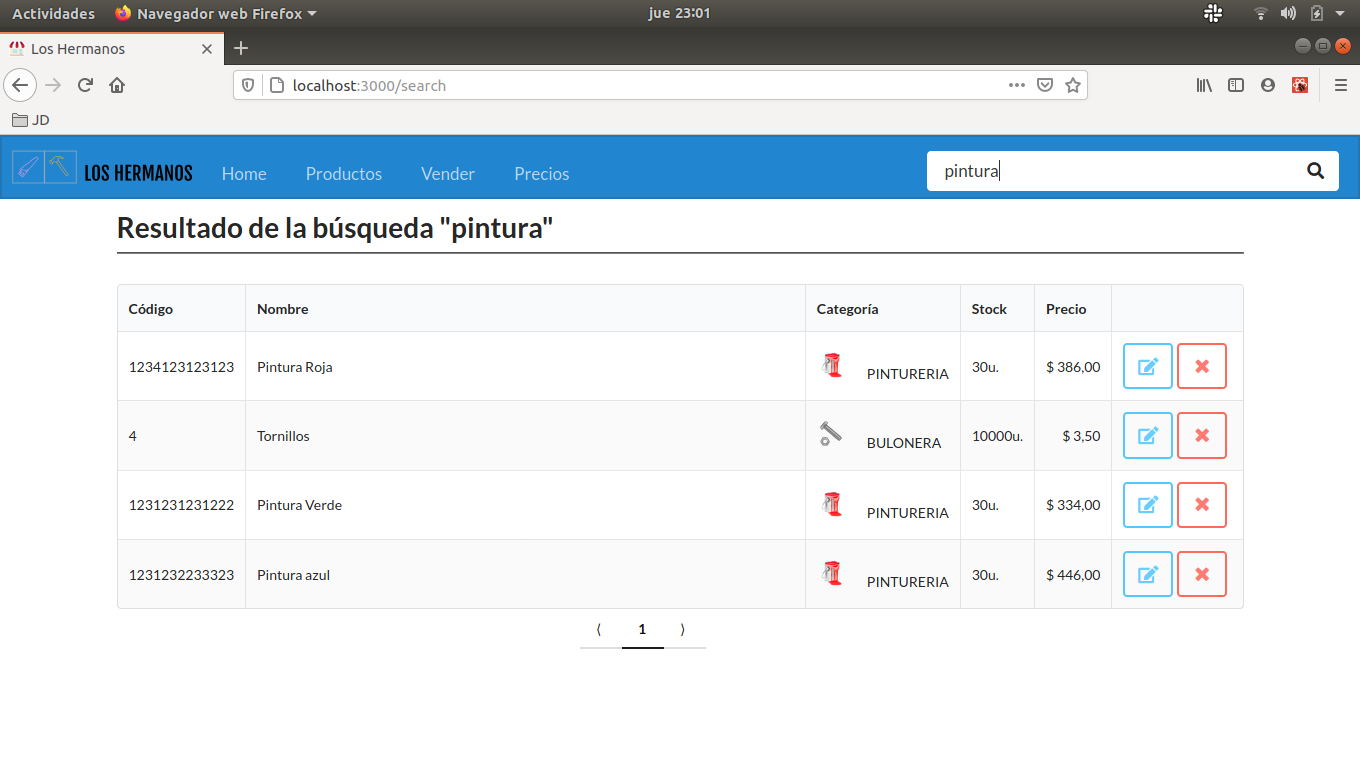 Actividades Navegador web Firefox jue 23:01
Los Hermanos
localhost:3000/search
JD
LOS HERMANOS Home Productos Vender Precios pintura
Resultado de la búsqueda "pintura"
Código Nombre Categoría Stock Precio
1234123123123 Pintura Roja PINTURERIA 30u. $ 386,00
4 Tornillos BULONERA 10000u. $ 3,50
1231231231222 Pintura Verde PINTURERIA 30u. $ 334,00
1231232233323 Pintura azul PINTURERIA 30u. $ 446,00
⟨ 1 ⟩